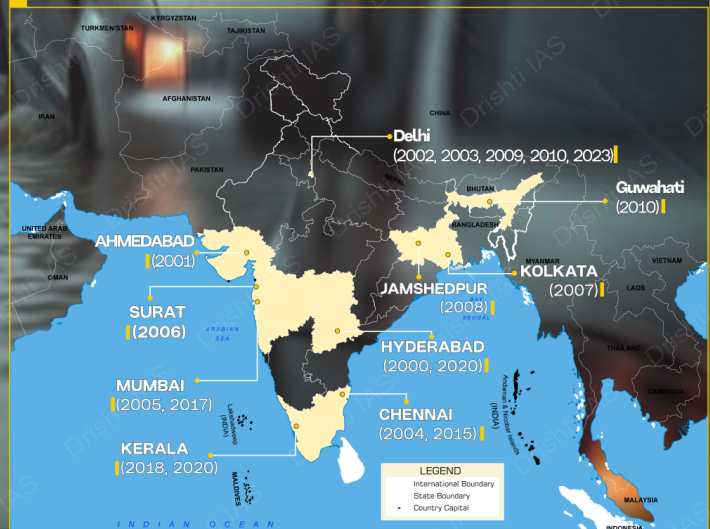 KYRGYZSTAN
TURKMENISTAN
TAJIKISTAN
AFGHANISTAN
IRAN
CHINA
Delhi
(2002, 2003, 2009, 2010, 2023)
PAKISTAN
NEPAL
BHUTAN
Guwahati
(2010)
BANGLADESH
UNITED ARAB
EMIRATES
OMAN
AHMEDABAD
(2001)
MYANMAR
VIETNAM
LAOS
KOLKATA
(2007)
JAMSHEDPUR
(2008)
BAY
BENGAL
SURAT
(2006)
ARABIAN
SEA
THAILAND
HYDERABAD
(2000, 2020)
CAMBODIA
MUMBAI
(2005, 2017)
Lakshadweep
(INDIA)
CHENNAI
(2004, 2015)
Andaman & Nicobar Islands
(INDIA)
KERALA
(2018, 2020)
MALDIVES
LEGEND
International Boundary
State Boundary
Country Capital
MALAYSIA
INDONESIA
INDIAN OCEAN
Drishti IAS